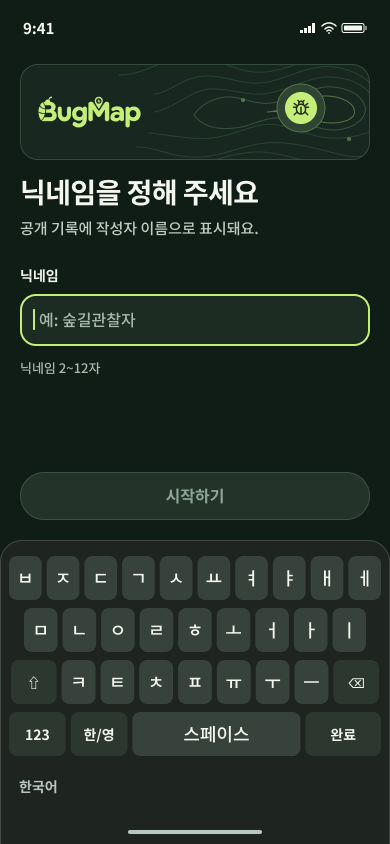 9:41
BugMap
닉네임을 정해 주세요
공개 기록에 작성자 이름으로 표시돼요.
닉네임
예: 숲길관찰자
닉네임 2~12자
시작하기
ㅂ ㅈ ㄷ ㄱ ㅅ ㅛ ㅕ ㅑ ㅐ ㅔ
ㅁ ㄴ ㅇ ㄹ ㅎ ㅗ ㅓ ㅏ ㅣ
⇧ ㅋ ㅌ ㅊ ㅍ ㅠ ㅜ ㅡ ⌫
123 한/영 스페이스 완료
한국어